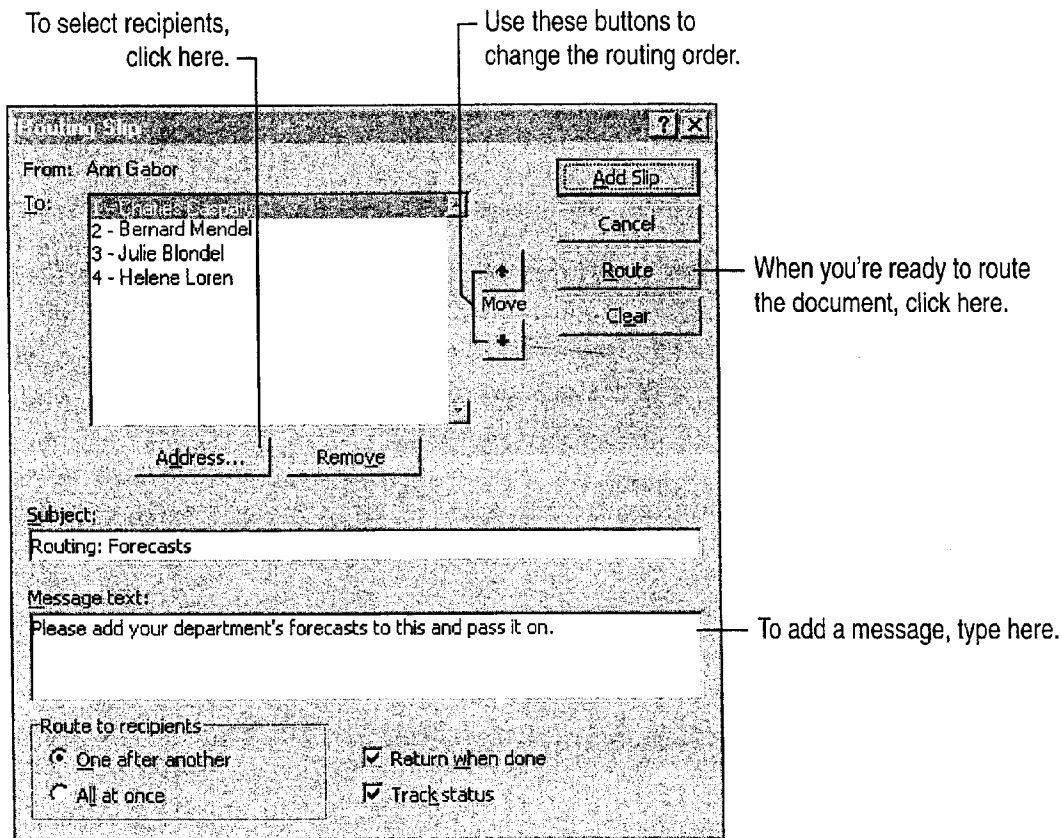 To select recipients,
click here.
Use these buttons to
change the routing order.
Routing Slip
? X
From: Ann Gabor
To:
1 - Charles Caspary
2 - Bernard Mendel
3 - Julie Blondel
4 - Helene Loren
Move
Add Slip
Cancel
Route
Clear
When you're ready to route
the document, click here.
Address...
Remove
Subject:
Routing: Forecasts
Message text:
Please add your department's forecasts to this and pass it on.
To add a message, type here.
Route to recipients
One after another
All at once
Return when done
Track status